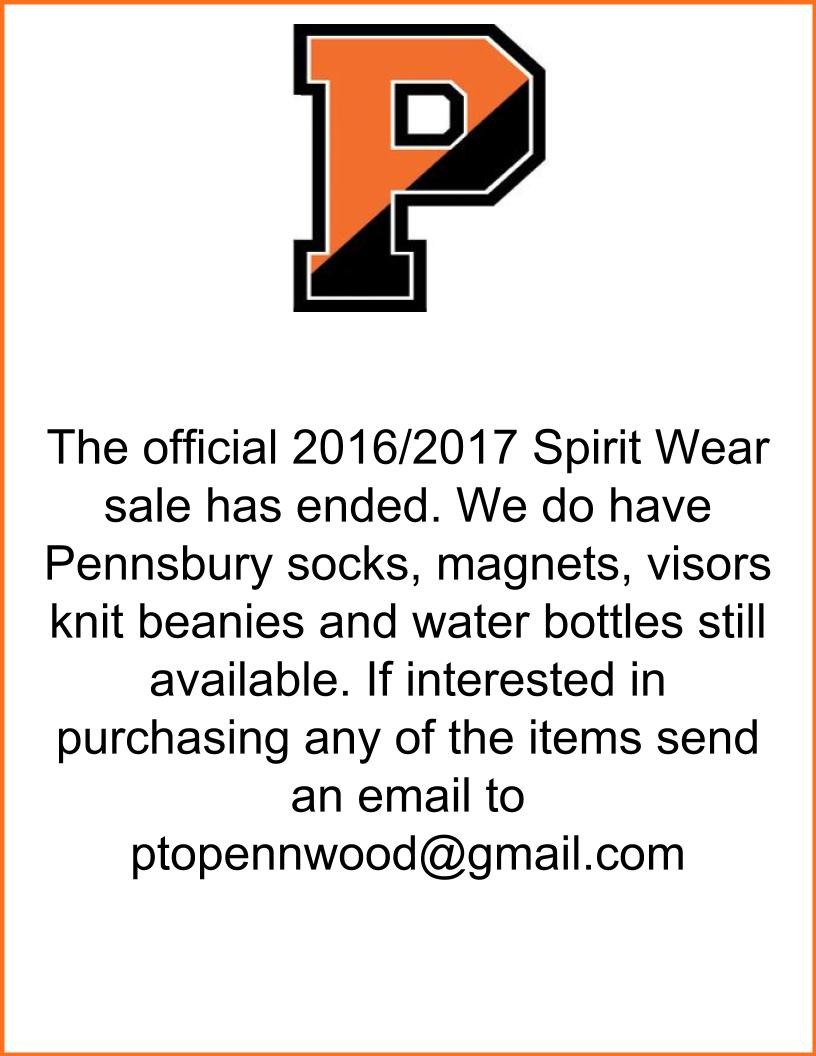 P
The official 2016/2017 Spirit Wear
sale has ended. We do have
Pennsbury socks, magnets, visors
knit beanies and water bottles still
available. If interested in
purchasing any of the items send
an email to
ptopennwood@gmail.com